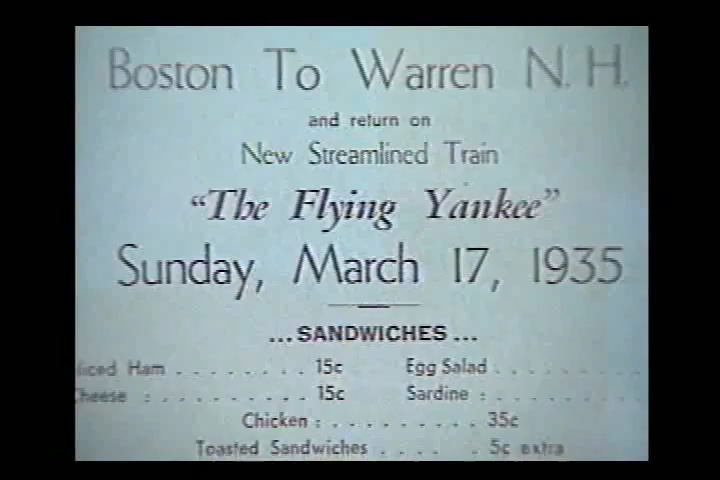 Boston To Warren N. H.
and return on
New Streamlined Train
“The Flying Yankee”
Sunday, March 17, 1935
...SANDWICHES...
Ham . . . . . . . . 15c Egg Salad . . . . . . . .
Cheese : . . . . . . . . . 15c Sardine : . . . . . . . . .
Chicken : . . . . . . . . . 35c
Toasted Sandwiches . . . . . 5c extra